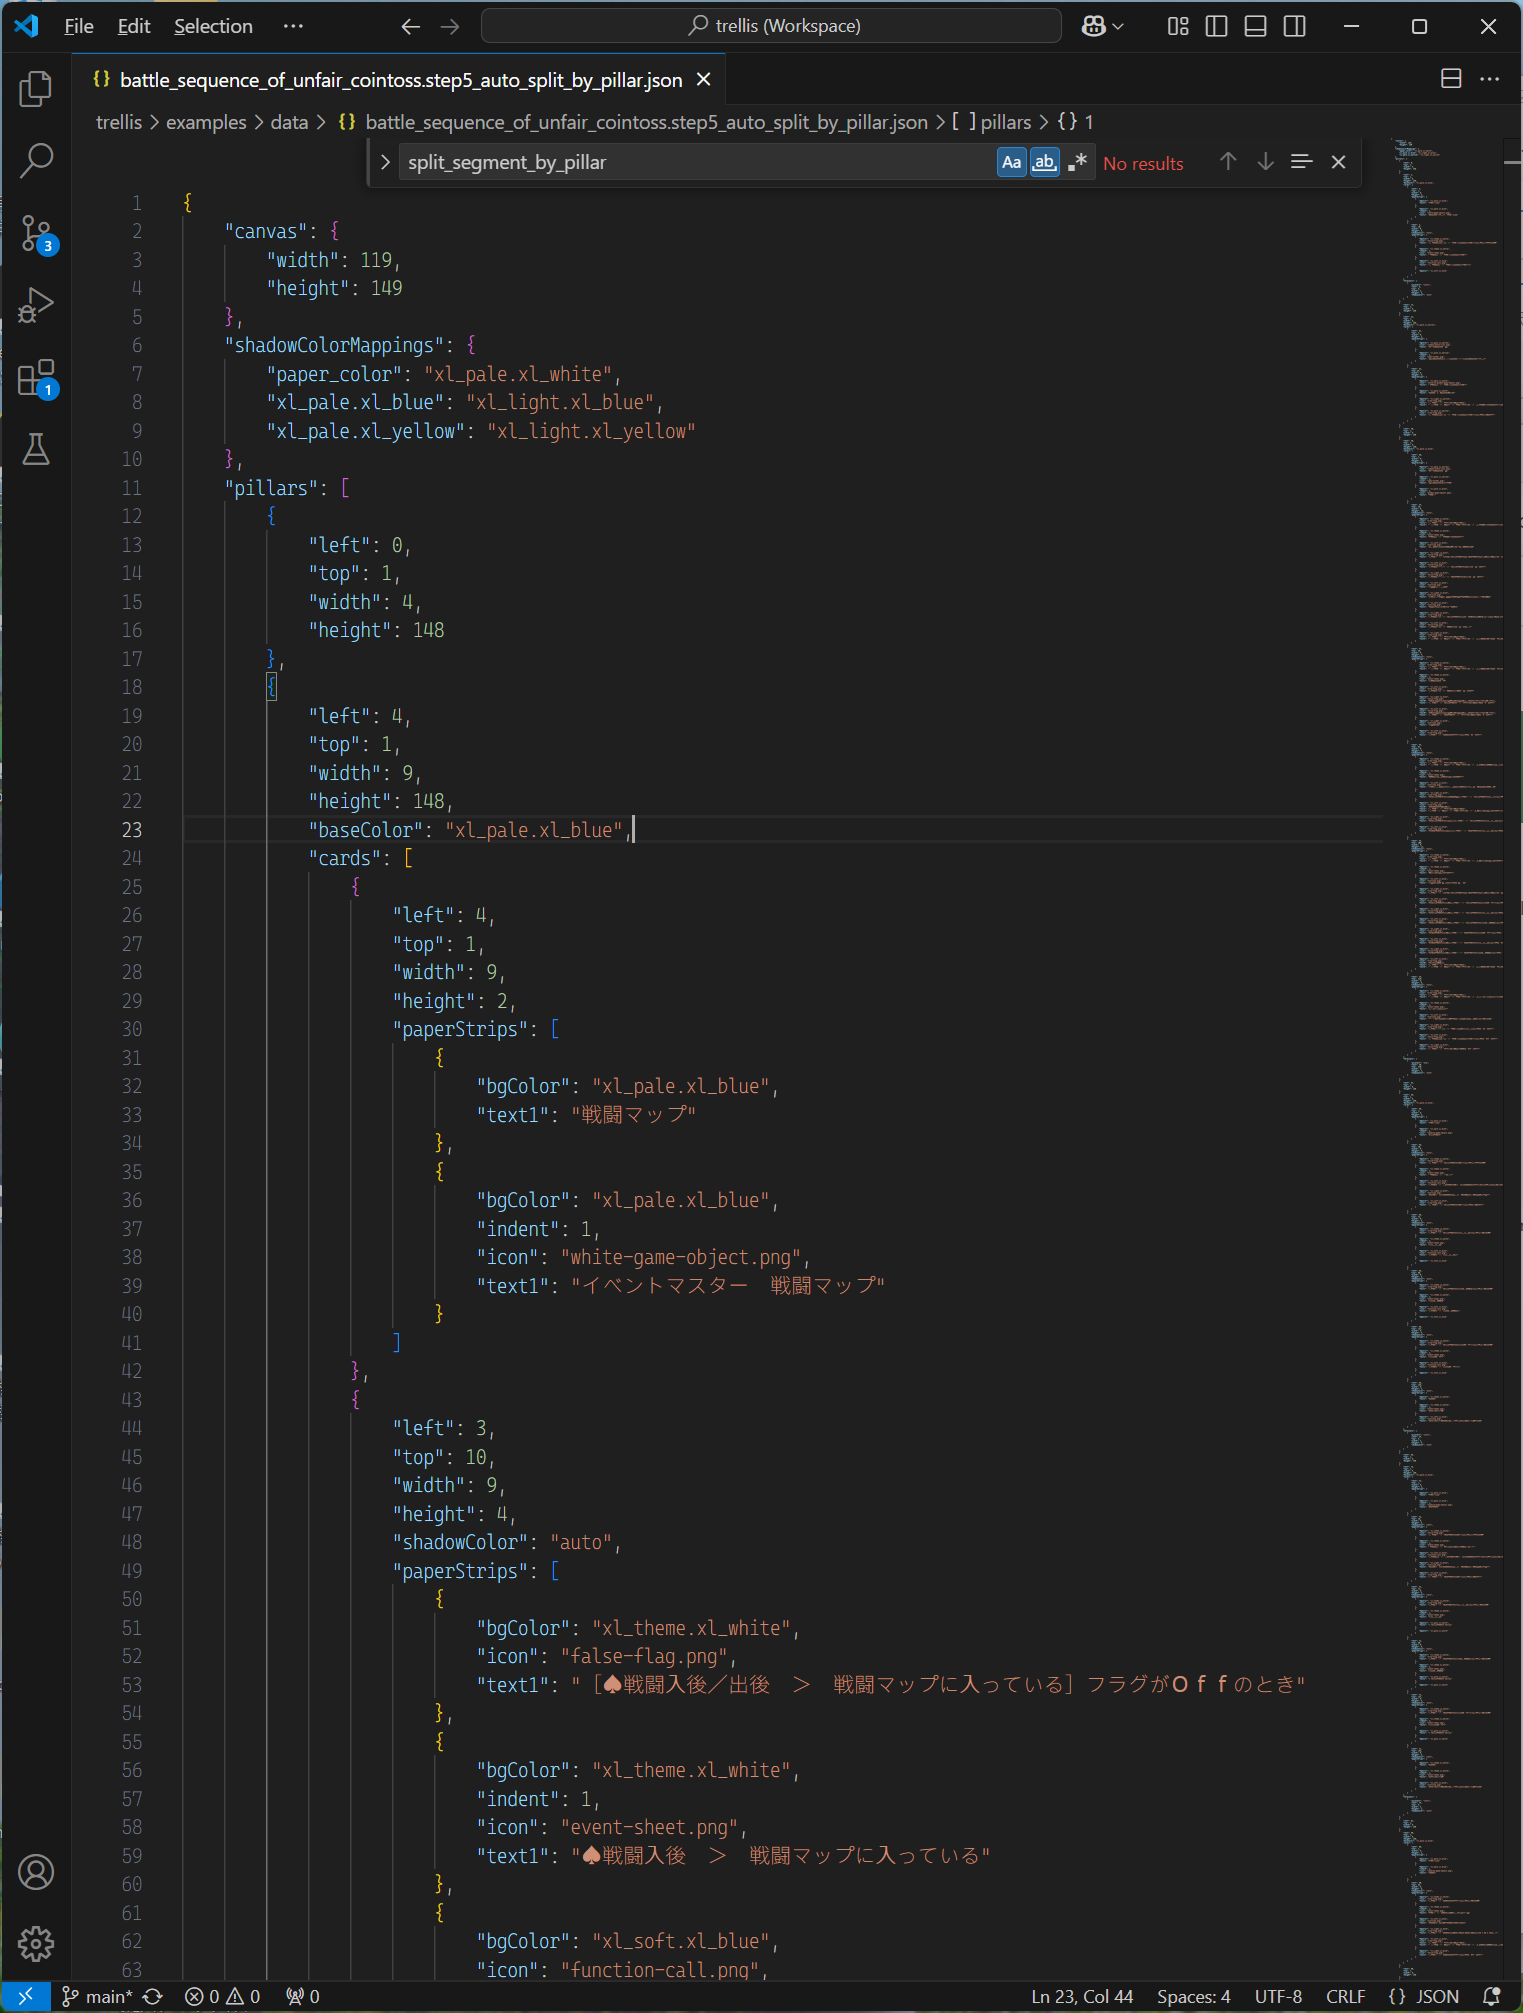 File Edit Selection ··· trellis (Workspace)
battle_sequence_of_unfair_cointoss.step5_auto_split_by_pillar.json
trellis > examples > data > {} battle_sequence_of_unfair_cointoss.step5_auto_split_by_pillar.json > [ ] pillars > {} 1
split_segment_by_pillar Aa ab, .* No results
3
1
1 {
2 "canvas": {
3 "width": 119,
4 "height": 149
5 },
6 "shadowColorMappings": {
7 "paper_color": "xl_pale.xl_white",
8 "xl_pale.xl_blue": "xl_light.xl_blue",
9 "xl_pale.xl_yellow": "xl_light.xl_yellow"
10 },
11 "pillars": [
12 {
13 "left": 0,
14 "top": 1,
15 "width": 4,
16 "height": 148
17 },
18 {
19 "left": 4,
20 "top": 1,
21 "width": 9,
22 "height": 148,
23 "baseColor": "xl_pale.xl_blue",
24 "cards": [
25 {
26 "left": 4,
27 "top": 1,
28 "width": 9,
29 "height": 2,
30 "paperStrips": [
31 {
32 "bgColor": "xl_pale.xl_blue",
33 "text1": "戦闘マップ"
34 },
35 {
36 "bgColor": "xl_pale.xl_blue",
37 "indent": 1,
38 "icon": "white-game-object.png",
39 "text1": "イベントマスター　戦闘マップ"
40 }
41 ]
42 },
43 {
44 "left": 3,
45 "top": 10,
46 "width": 9,
47 "height": 4,
48 "shadowColor": "auto",
49 "paperStrips": [
50 {
51 "bgColor": "xl_theme.xl_white",
52 "icon": "false-flag.png",
53 "text1": "［♠戦闘入後／出後　＞　戦闘マップに入っている］フラグがＯｆｆのとき"
54 },
55 {
56 "bgColor": "xl_theme.xl_white",
57 "indent": 1,
58 "icon": "event-sheet.png",
59 "text1": "♠戦闘入後　＞　戦闘マップに入っている"
60 },
61 {
62 "bgColor": "xl_soft.xl_blue",
63 "icon": "function-call.png",
main* 0 0 0 Ln 23, Col 44 Spaces: 4 UTF-8 CRLF {} JSON